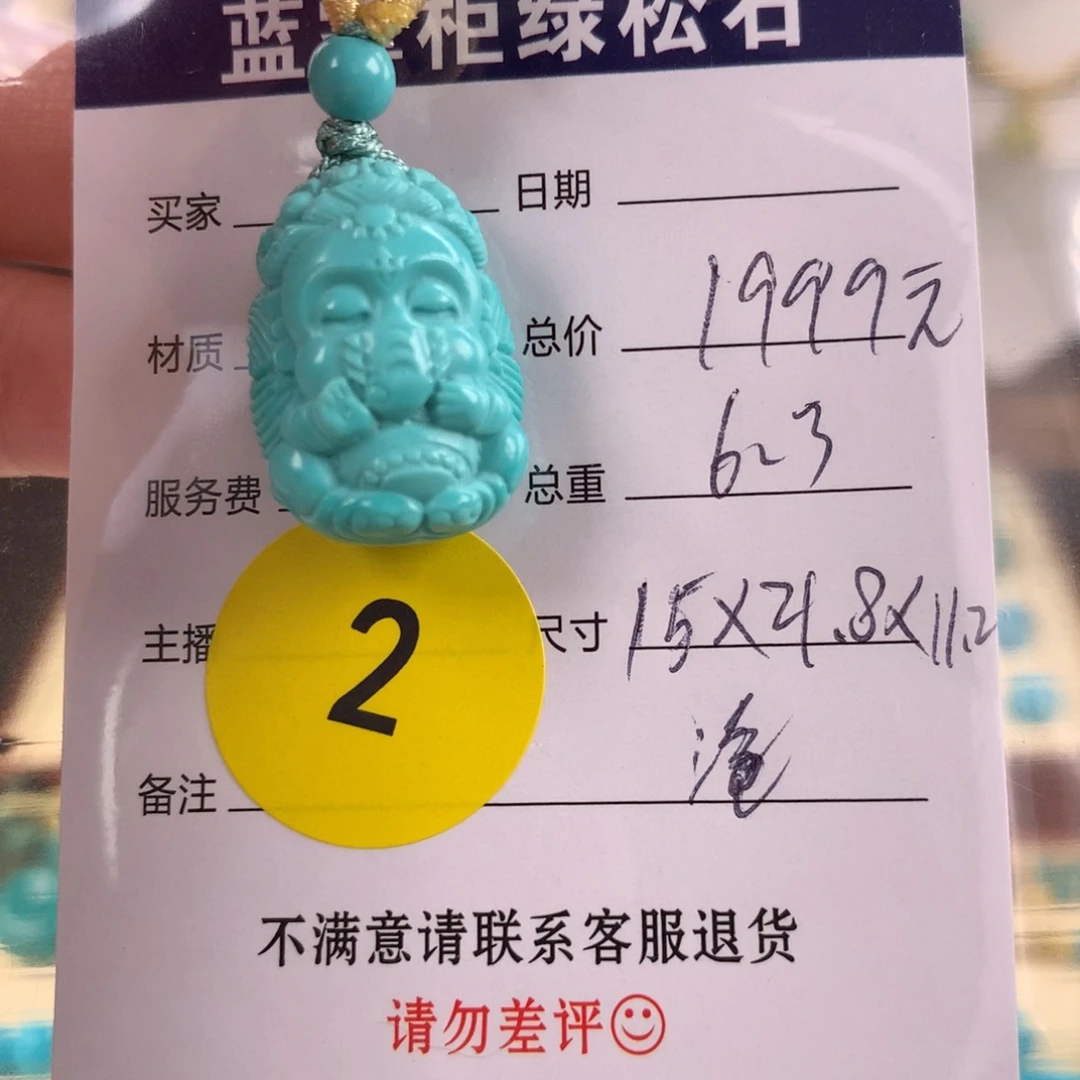 蓝 柜绿松石
买家 日期
材质 总价 1999元
服务费 总重 6.23
主播 尺寸 15X21.8X11.2
2
备注
不满意请联系客服退货
请勿差评